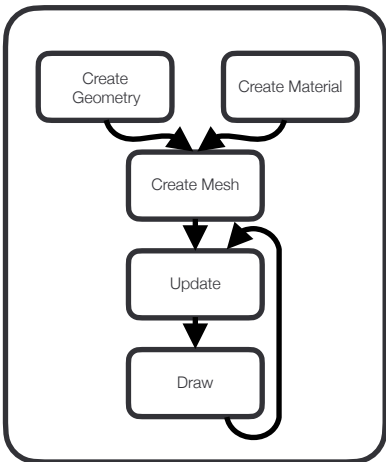 Create
Geometry
Create Material
Create Mesh
Update
Draw